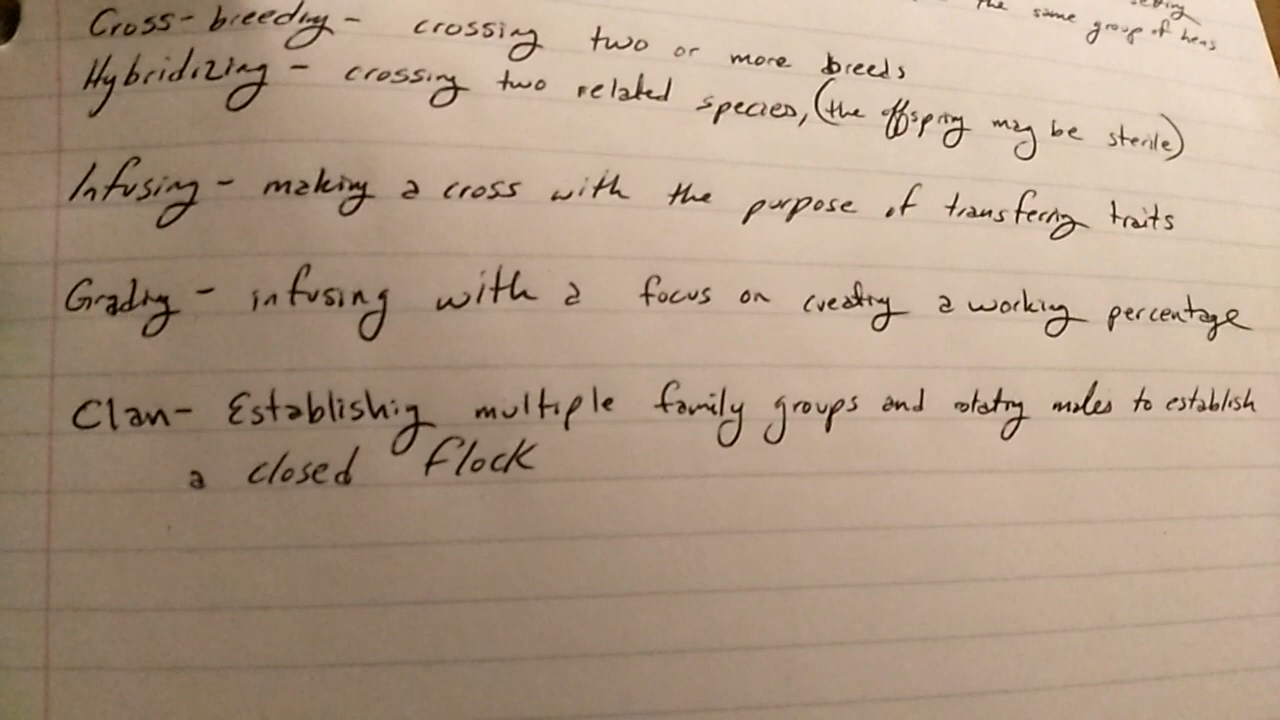 the same group of hens
Cross-breeding - crossing two or more breeds
Hybridizing - crossing two related species, (the offspring may be sterile)
Infusing - making a cross with the purpose of transferring traits
Grading - infusing with a focus on creating a working percentage
Clan- Establishing multiple family groups and rotating males to establish
a closed flock